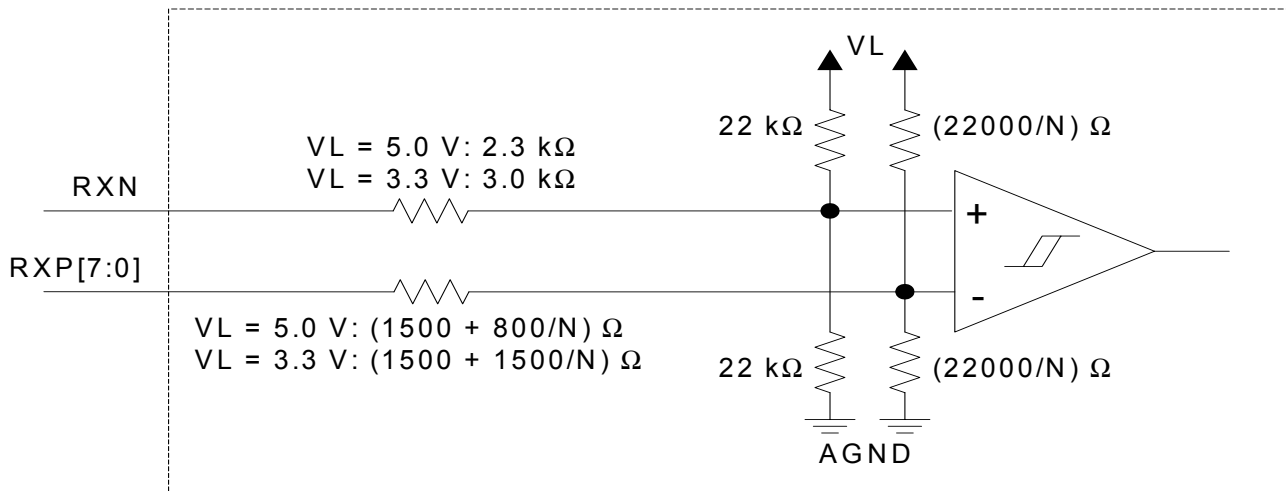 VL
22 kΩ
(22000/N) Ω
VL = 5.0 V: 2.3 kΩ
VL = 3.3 V: 3.0 kΩ
RXN
+
RXP[7:0]
-
VL = 5.0 V: (1500 + 800/N) Ω
VL = 3.3 V: (1500 + 1500/N) Ω
22 kΩ
(22000/N) Ω
AGND